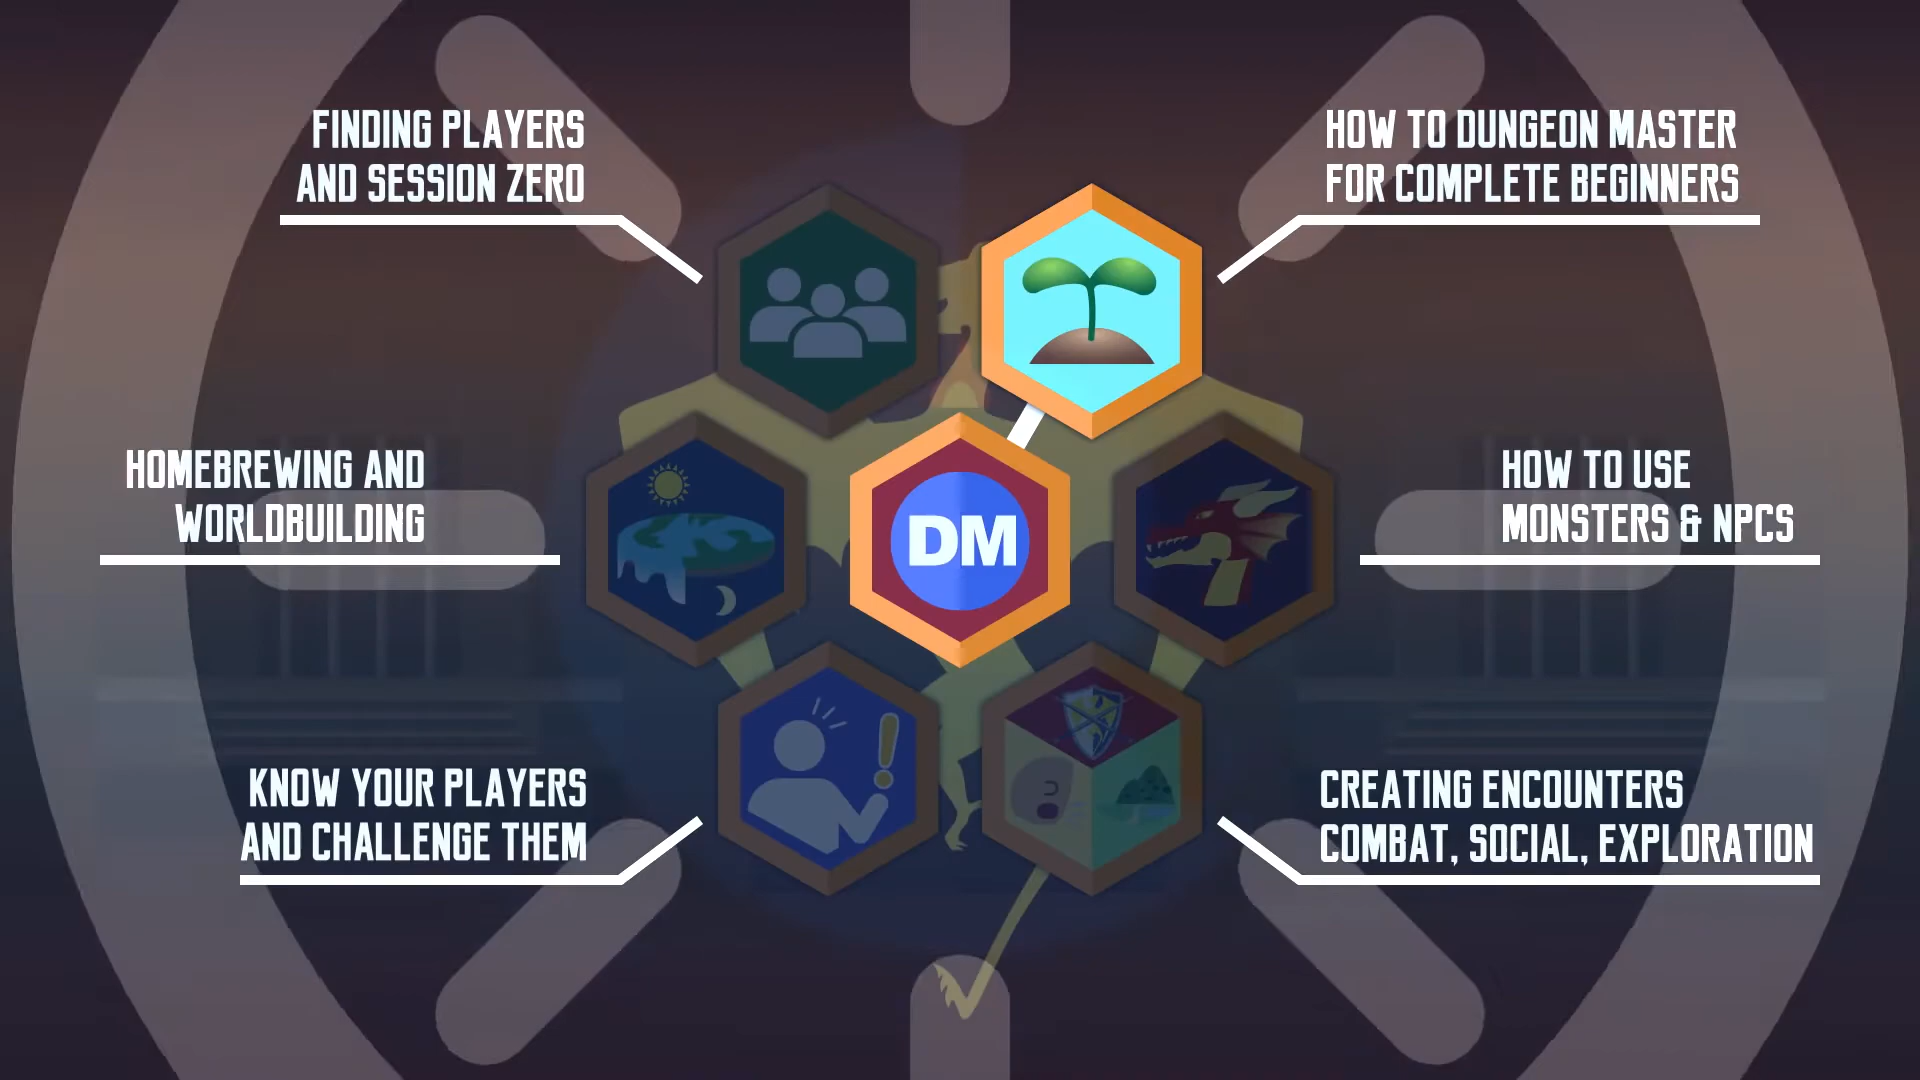 FINDING PLAYERS
AND SESSION ZERO
HOW TO DUNGEON MASTER
FOR COMPLETE BEGINNERS
HOMEBREWING AND
WORLDBUILDING
DM
HOW TO USE
MONSTERS & NPCS
KNOW YOUR PLAYERS
AND CHALLENGE THEM
CREATING ENCOUNTERS
COMBAT, SOCIAL, EXPLORATION